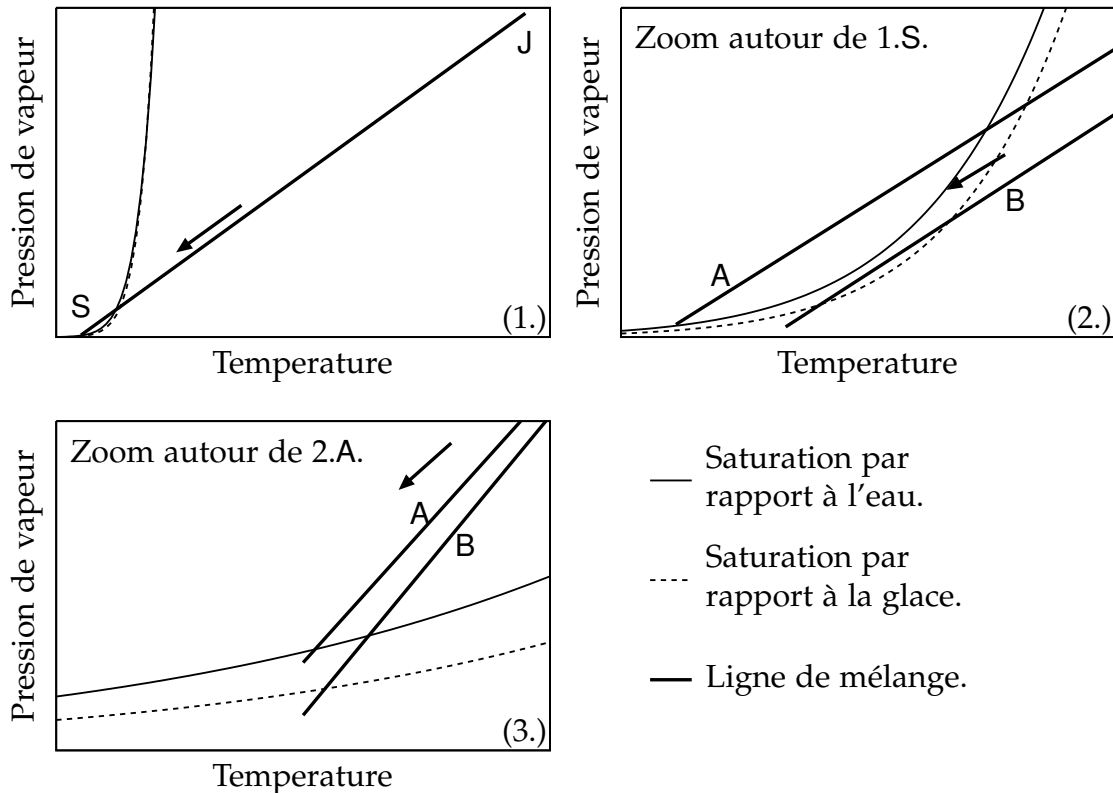 Pression de vapeur
J
S
(1.)
Temperature
Pression de vapeur
Zoom autour de 1.S.
A
B
(2.)
Temperature
Pression de vapeur
Zoom autour de 2.A.
A
B
(3.)
Temperature
Saturation par
rapport à l'eau.
Saturation par
rapport à la glace.
Ligne de mélange.